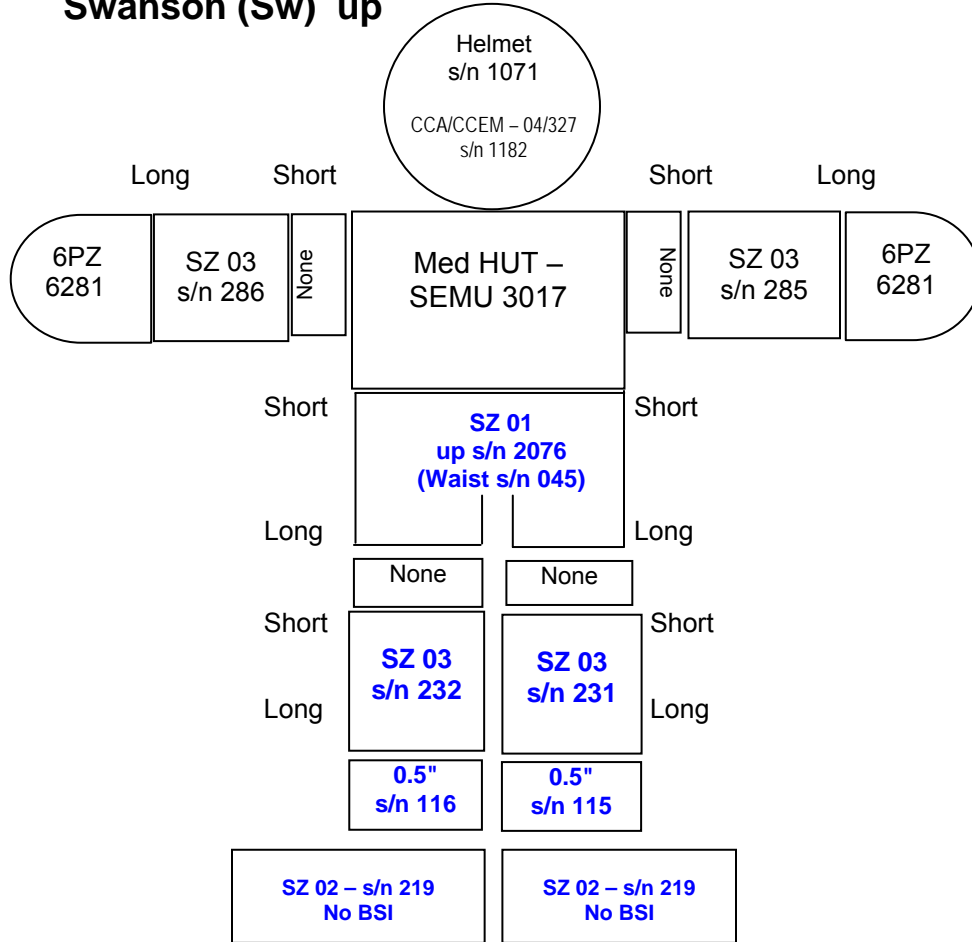 Swanson (Sw) up
Helmet
s/n 1071
CCA/CCEM – 04/327
s/n 1182
Long Short Short Long
6PZ
6281
SZ 03
s/n 286
None
Med HUT –
SEMU 3017
None
SZ 03
s/n 285
6PZ
6281
Short Short
SZ 01
up s/n 2076
(Waist s/n 045)
Long Long
None None
Short Short
SZ 03
s/n 232
SZ 03
s/n 231
Long Long
0.5"
s/n 116
0.5"
s/n 115
SZ 02 – s/n 219
No BSI
SZ 02 – s/n 219
No BSI